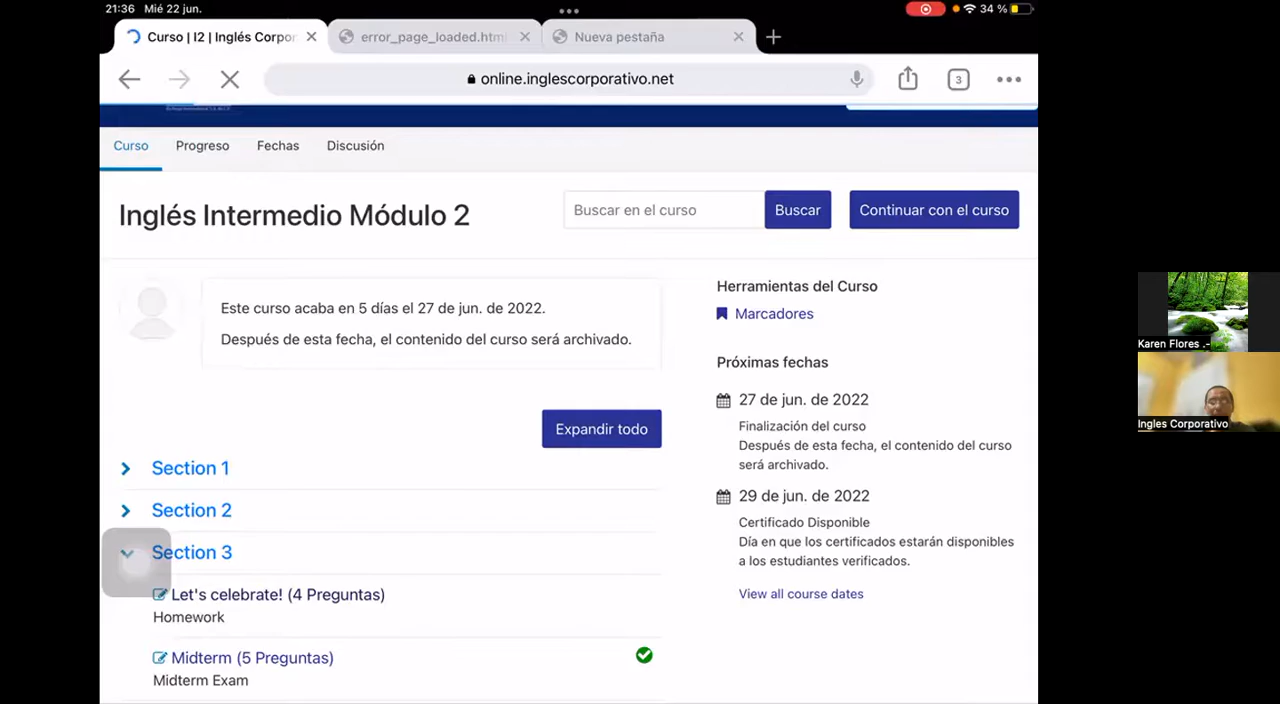 21:36 Mié 22 jun.
34 %
Curso | I2 | Inglés Corpor
error_page_loaded.html
Nueva pestaña
online.inglescorporativo.net
3
Curso
Progreso
Fechas
Discusión
Inglés Intermedio Módulo 2
Buscar en el curso
Buscar
Continuar con el curso
Este curso acaba en 5 días el 27 de jun. de 2022.
Después de esta fecha, el contenido del curso será archivado.
Expandir todo
Section 1
Section 2
Section 3
Let's celebrate! (4 Preguntas)
Homework
Midterm (5 Preguntas)
Midterm Exam
Herramientas del Curso
Marcadores
Próximas fechas
27 de jun. de 2022
Finalización del curso
Después de esta fecha, el contenido del curso
será archivado.
29 de jun. de 2022
Certificado Disponible
Día en que los certificados estarán disponibles
a los estudiantes verificados.
View all course dates
Karen Flores .-
Ingles Corporativo